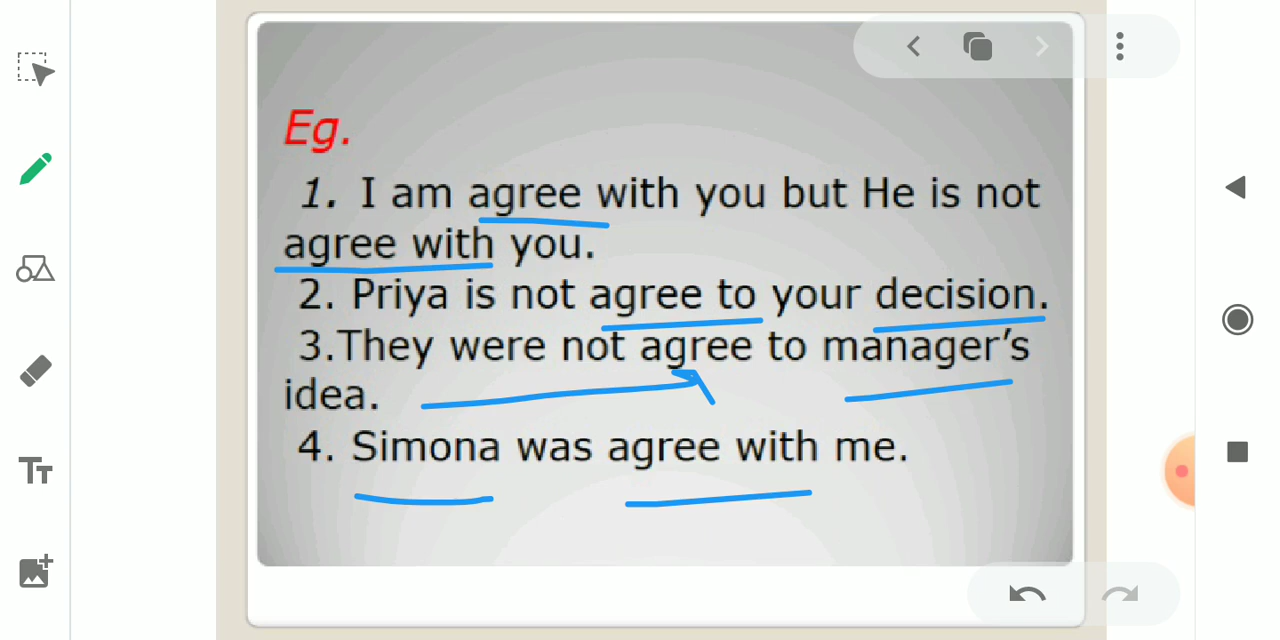 Eg.
1. I am agree with you but He is not
agree with you.
2. Priya is not agree to your decision.
3.They were not agree to manager's
idea.
4. Simona was agree with me.
Tт